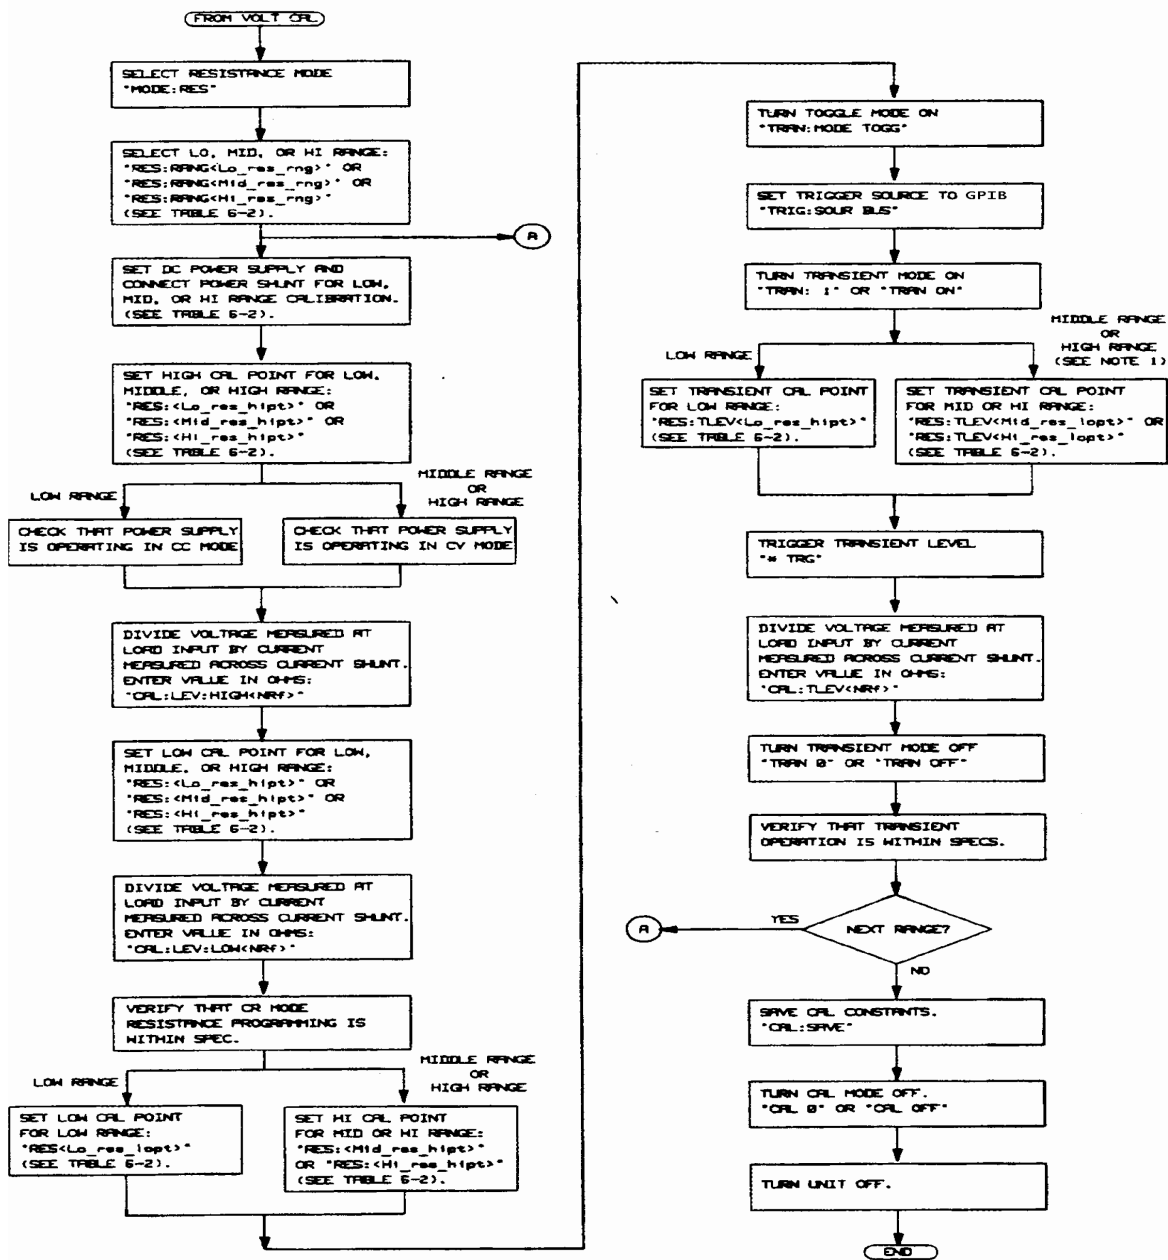 FROM VOLT CAL
SELECT RESISTANCE MODE
"MODE:RES"
SELECT LO, MID, OR HI RANGE:
"RES:RANG<Lo_res_rng>" OR
"RES:RANG<Mid_res_rng>" OR
"RES:RANG<Hi_res_rng>"
(SEE TABLE 6-2).
A
SET DC POWER SUPPLY AND
CONNECT POWER SHUNT FOR LOW,
MID, OR HI RANGE CALIBRATION.
(SEE TABLE 6-2).
SET HIGH CAL POINT FOR LOW,
MIDDLE, OR HIGH RANGE:
"RES:<Lo_res_hipt>" OR
"RES:<Mid_res_hipt>" OR
"RES:<Hi_res_hipt>"
(SEE TABLE 6-2).
LOW RANGE
MIDDLE RANGE
OR
HIGH RANGE
CHECK THAT POWER SUPPLY
IS OPERATING IN CC MODE
CHECK THAT POWER SUPPLY
IS OPERATING IN CV MODE
DIVIDE VOLTAGE MEASURED AT
LOAD INPUT BY CURRENT
MEASURED ACROSS CURRENT SHUNT.
ENTER VALUE IN OHMS:
"CAL:LEV:HIGH<NRf>"
SET LOW CAL POINT FOR LOW,
MIDDLE, OR HIGH RANGE:
"RES:<Lo_res_hipt>" OR
"RES:<Mid_res_hipt>" OR
"RES:<Hi_res_hipt>"
(SEE TABLE 6-2).
DIVIDE VOLTAGE MEASURED AT
LOAD INPUT BY CURRENT
MEASURED ACROSS CURRENT SHUNT.
ENTER VALUE IN OHMS:
"CAL:LEV:LOW<NRf>"
VERIFY THAT CR MODE
RESISTANCE PROGRAMMING IS
WITHIN SPEC.
LOW RANGE
MIDDLE RANGE
OR
HIGH RANGE
SET LOW CAL POINT
FOR LOW RANGE:
"RES<Lo_res_lopt>"
(SEE TABLE 6-2).
SET HI CAL POINT
FOR MID OR HI RANGE:
"RES:<Mid_res_hipt>"
OR "RES:<Hi_res_hipt>"
(SEE TABLE 6-2).
TURN TOGGLE MODE ON
"TRAN:MODE TOGG"
SET TRIGGER SOURCE TO GPIB
"TRIG:SOUR BUS"
TURN TRANSIENT MODE ON
"TRAN: 1" OR "TRAN ON"
LOW RANGE
MIDDLE RANGE
OR
HIGH RANGE
(SEE NOTE 1)
SET TRANSIENT CAL POINT
FOR LOW RANGE:
"RES:TLEV<Lo_res_hipt>"
(SEE TABLE 6-2).
SET TRANSIENT CAL POINT
FOR MID OR HI RANGE:
"RES:TLEV<Mid_res_lopt>" OR
"RES:TLEV<Hi_res_lopt>"
(SEE TABLE 6-2).
TRIGGER TRANSIENT LEVEL
"* TRG"
DIVIDE VOLTAGE MEASURED AT
LOAD INPUT BY CURRENT
MEASURED ACROSS CURRENT SHUNT.
ENTER VALUE IN OHMS:
"CAL:TLEV<NRf>"
TURN TRANSIENT MODE OFF
"TRAN 0" OR "TRAN OFF"
VERIFY THAT TRANSIENT
OPERATION IS WITHIN SPECS.
NEXT RANGE?
YES
A
NO
SAVE CAL CONSTANTS.
"CAL:SAVE"
TURN CAL MODE OFF.
"CAL 0" OR "CAL OFF"
TURN UNIT OFF.
END